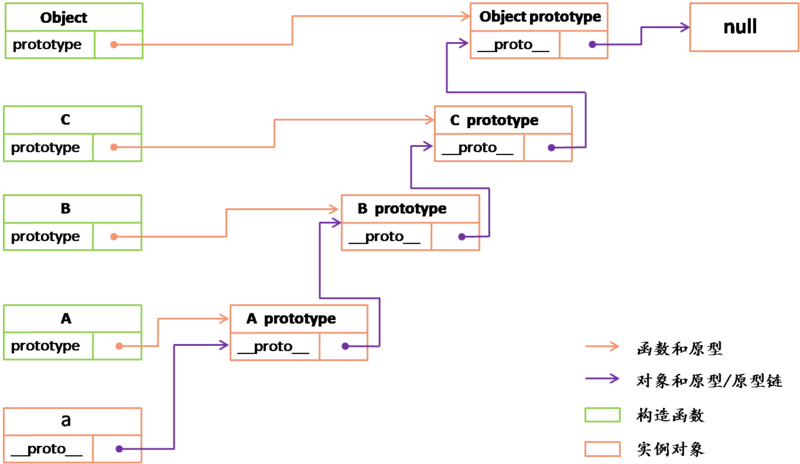 Object
prototype
Object prototype
__proto__
null
C
prototype
C prototype
__proto__
B
prototype
B prototype
__proto__
A
prototype
A prototype
__proto__
a
__proto__
函数和原型
对象和原型/原型链
构造函数
实例对象